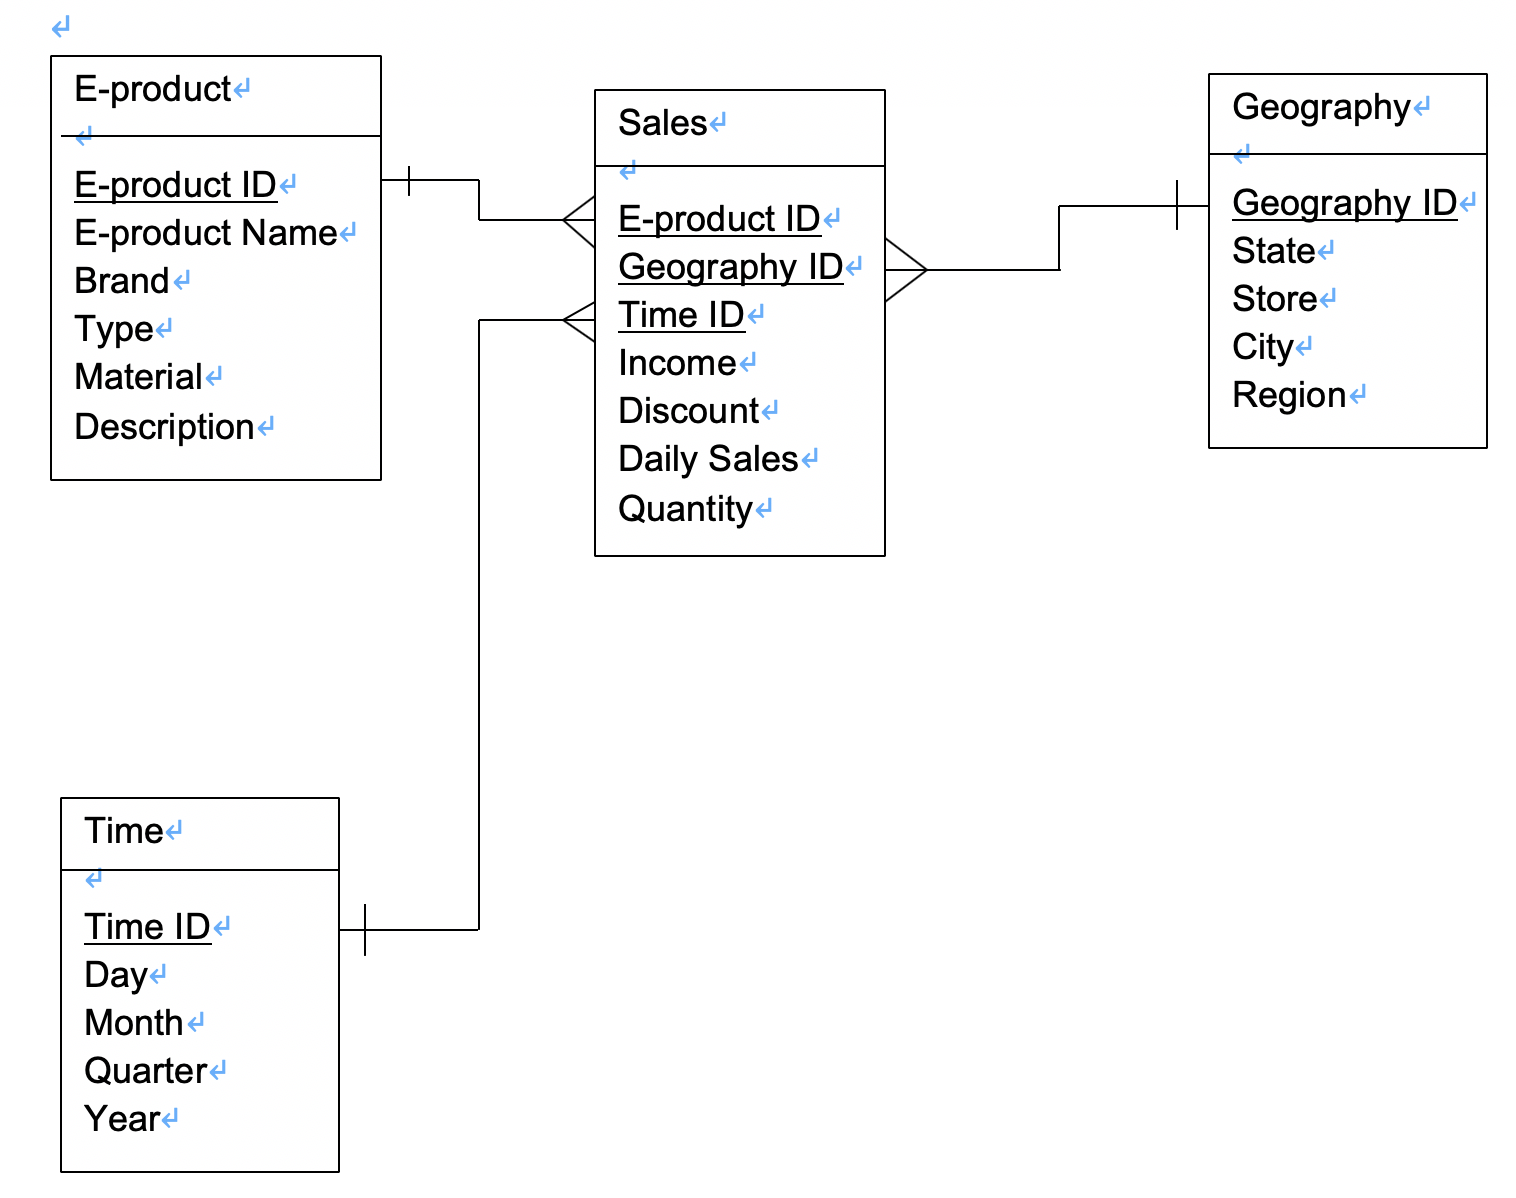 E-product
E-product ID
E-product Name
Brand
Type
Material
Description
Sales
E-product ID
Geography ID
Time ID
Income
Discount
Daily Sales
Quantity
Geography
Geography ID
State
Store
City
Region
Time
Time ID
Day
Month
Quarter
Year